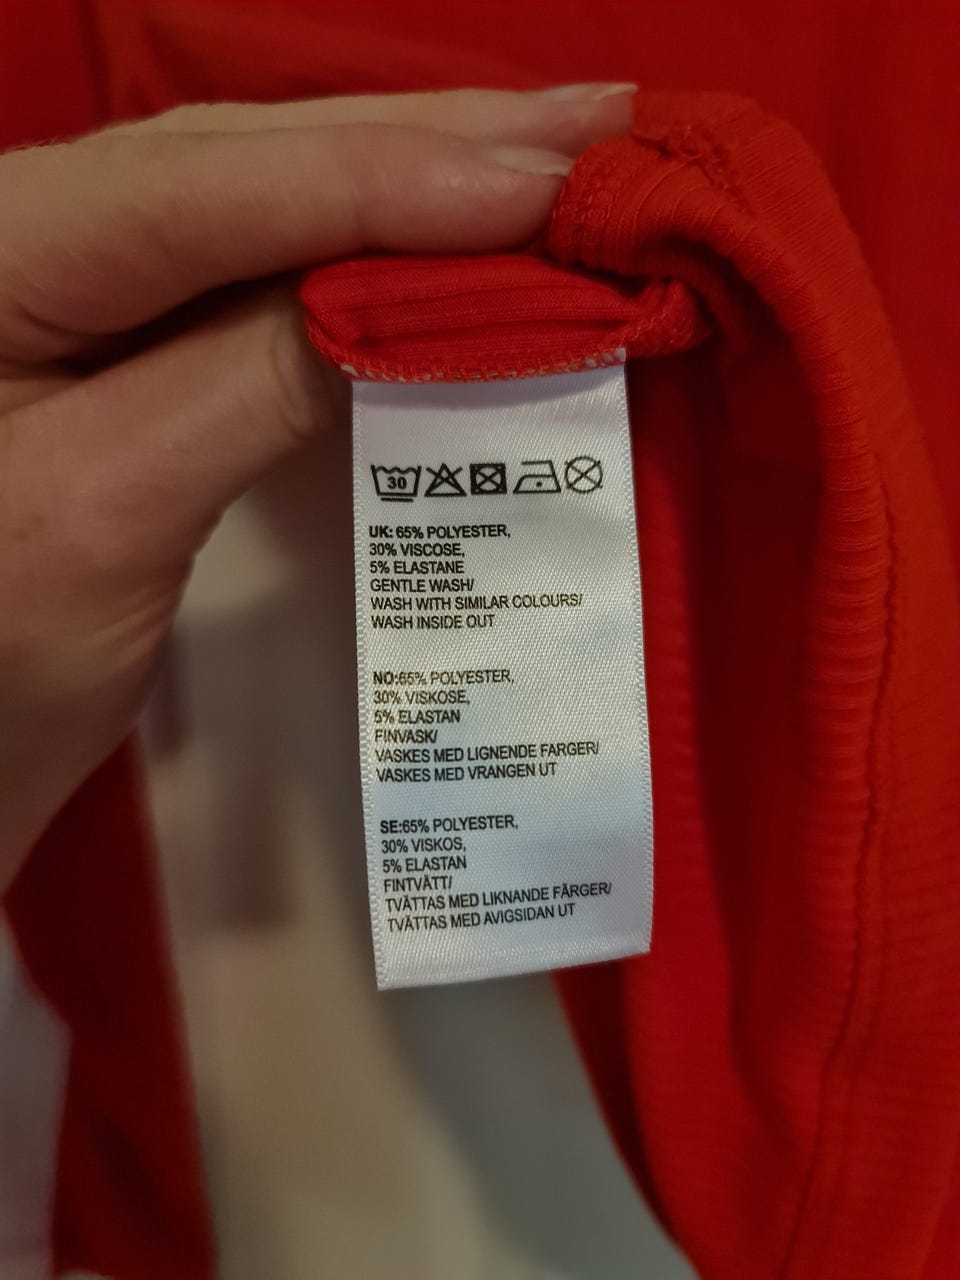 30
UK: 65% POLYESTER,
30% VISCOSE,
5% ELASTANE
GENTLE WASH/
WASH WITH SIMILAR COLOURS/
WASH INSIDE OUT
NO:65% POLYESTER,
30% VISKOSE,
5% ELASTAN
FINVASK/
VASKES MED LIGNENDE FARGER/
VASKES MED VRANGEN UT
SE:65% POLYESTER,
30% VISKOS,
5% ELASTAN
FINTVÄTT/
TVÄTTAS MED LIKNANDE FÄRGER/
TVÄTTAS MED AVIGSIDAN UT